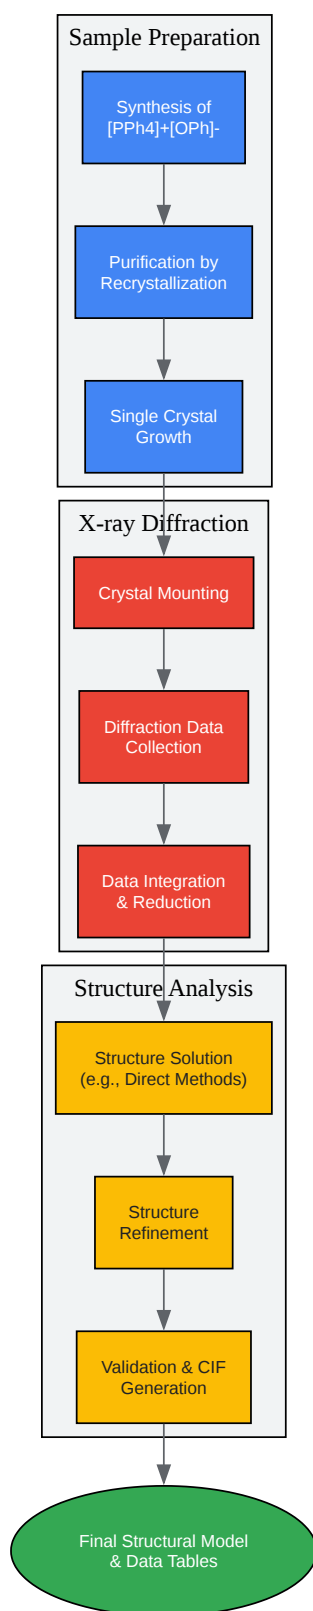 Sample Preparation
Synthesis of
[PPh4]+[OPh]-
Purification by
Recrystallization
Single Crystal
Growth
X-ray Diffraction
Crystal Mounting
Diffraction Data
Collection
Data Integration
& Reduction
Structure Analysis
Structure Solution
(e.g., Direct Methods)
Structure
Refinement
Validation & CIF
Generation
Final Structural Model
& Data Tables